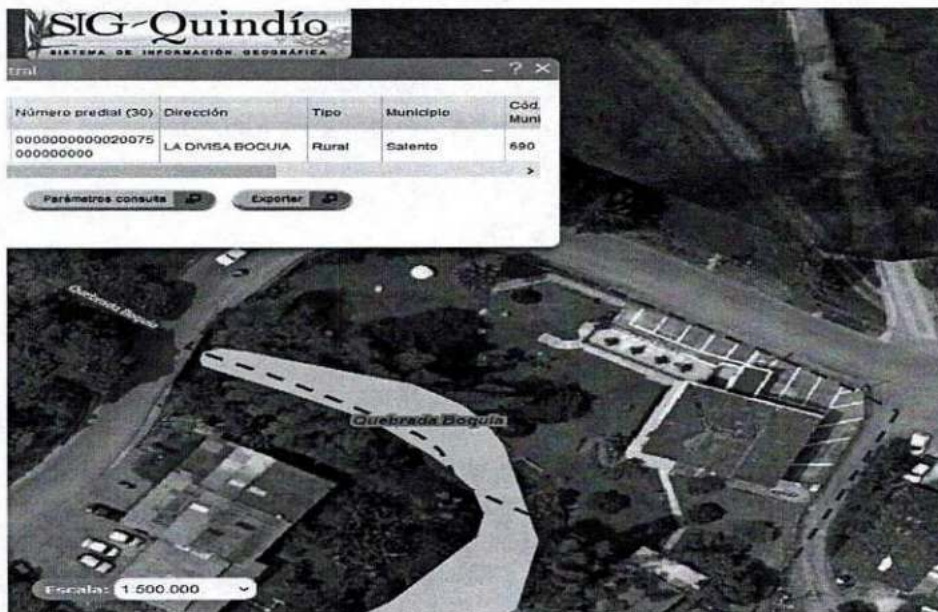 SIG-Quindío
SISTEMA DE INFORMACIÓN GEOGRÁFICA
tral
Número predial (30) Dirección Tipo Municipio Cód. Muni
0000000000020075
000000000 LA DIVISA BOQUIA Rural Salento 690
Parámetros consulta Exportar
Quebrada Boquía
Quebrada Boquía
Escala: 1:500.000